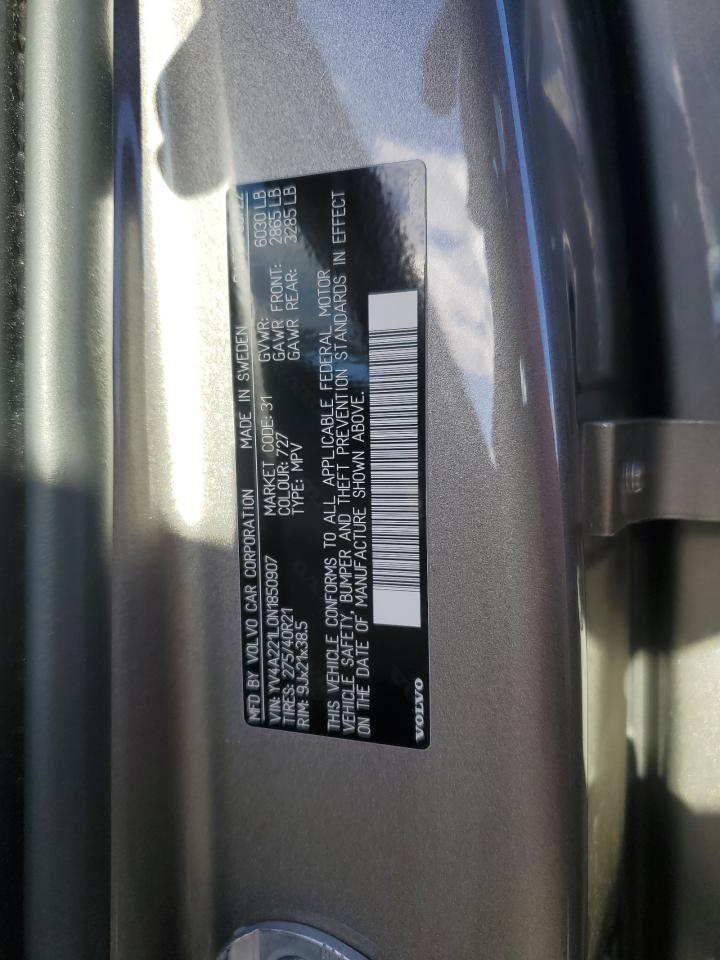 MFD BY VOLVO CAR CORPORATION MADE IN SWEDEN
VIN: YV4A221L0N1850907 MARKET CODE: 31 GVWR: 6030 LB
TIRES: 275/40R21 COLOUR: 727 GAWR FRONT: 2865 LB
RIM: 9Jx21x38.5 TYPE: MPV GAWR REAR: 3285 LB
THIS VEHICLE CONFORMS TO ALL APPLICABLE FEDERAL MOTOR
VEHICLE SAFETY, BUMPER AND THEFT PREVENTION STANDARDS IN EFFECT
ON THE DATE OF MANUFACTURE SHOWN ABOVE.
VOLVO